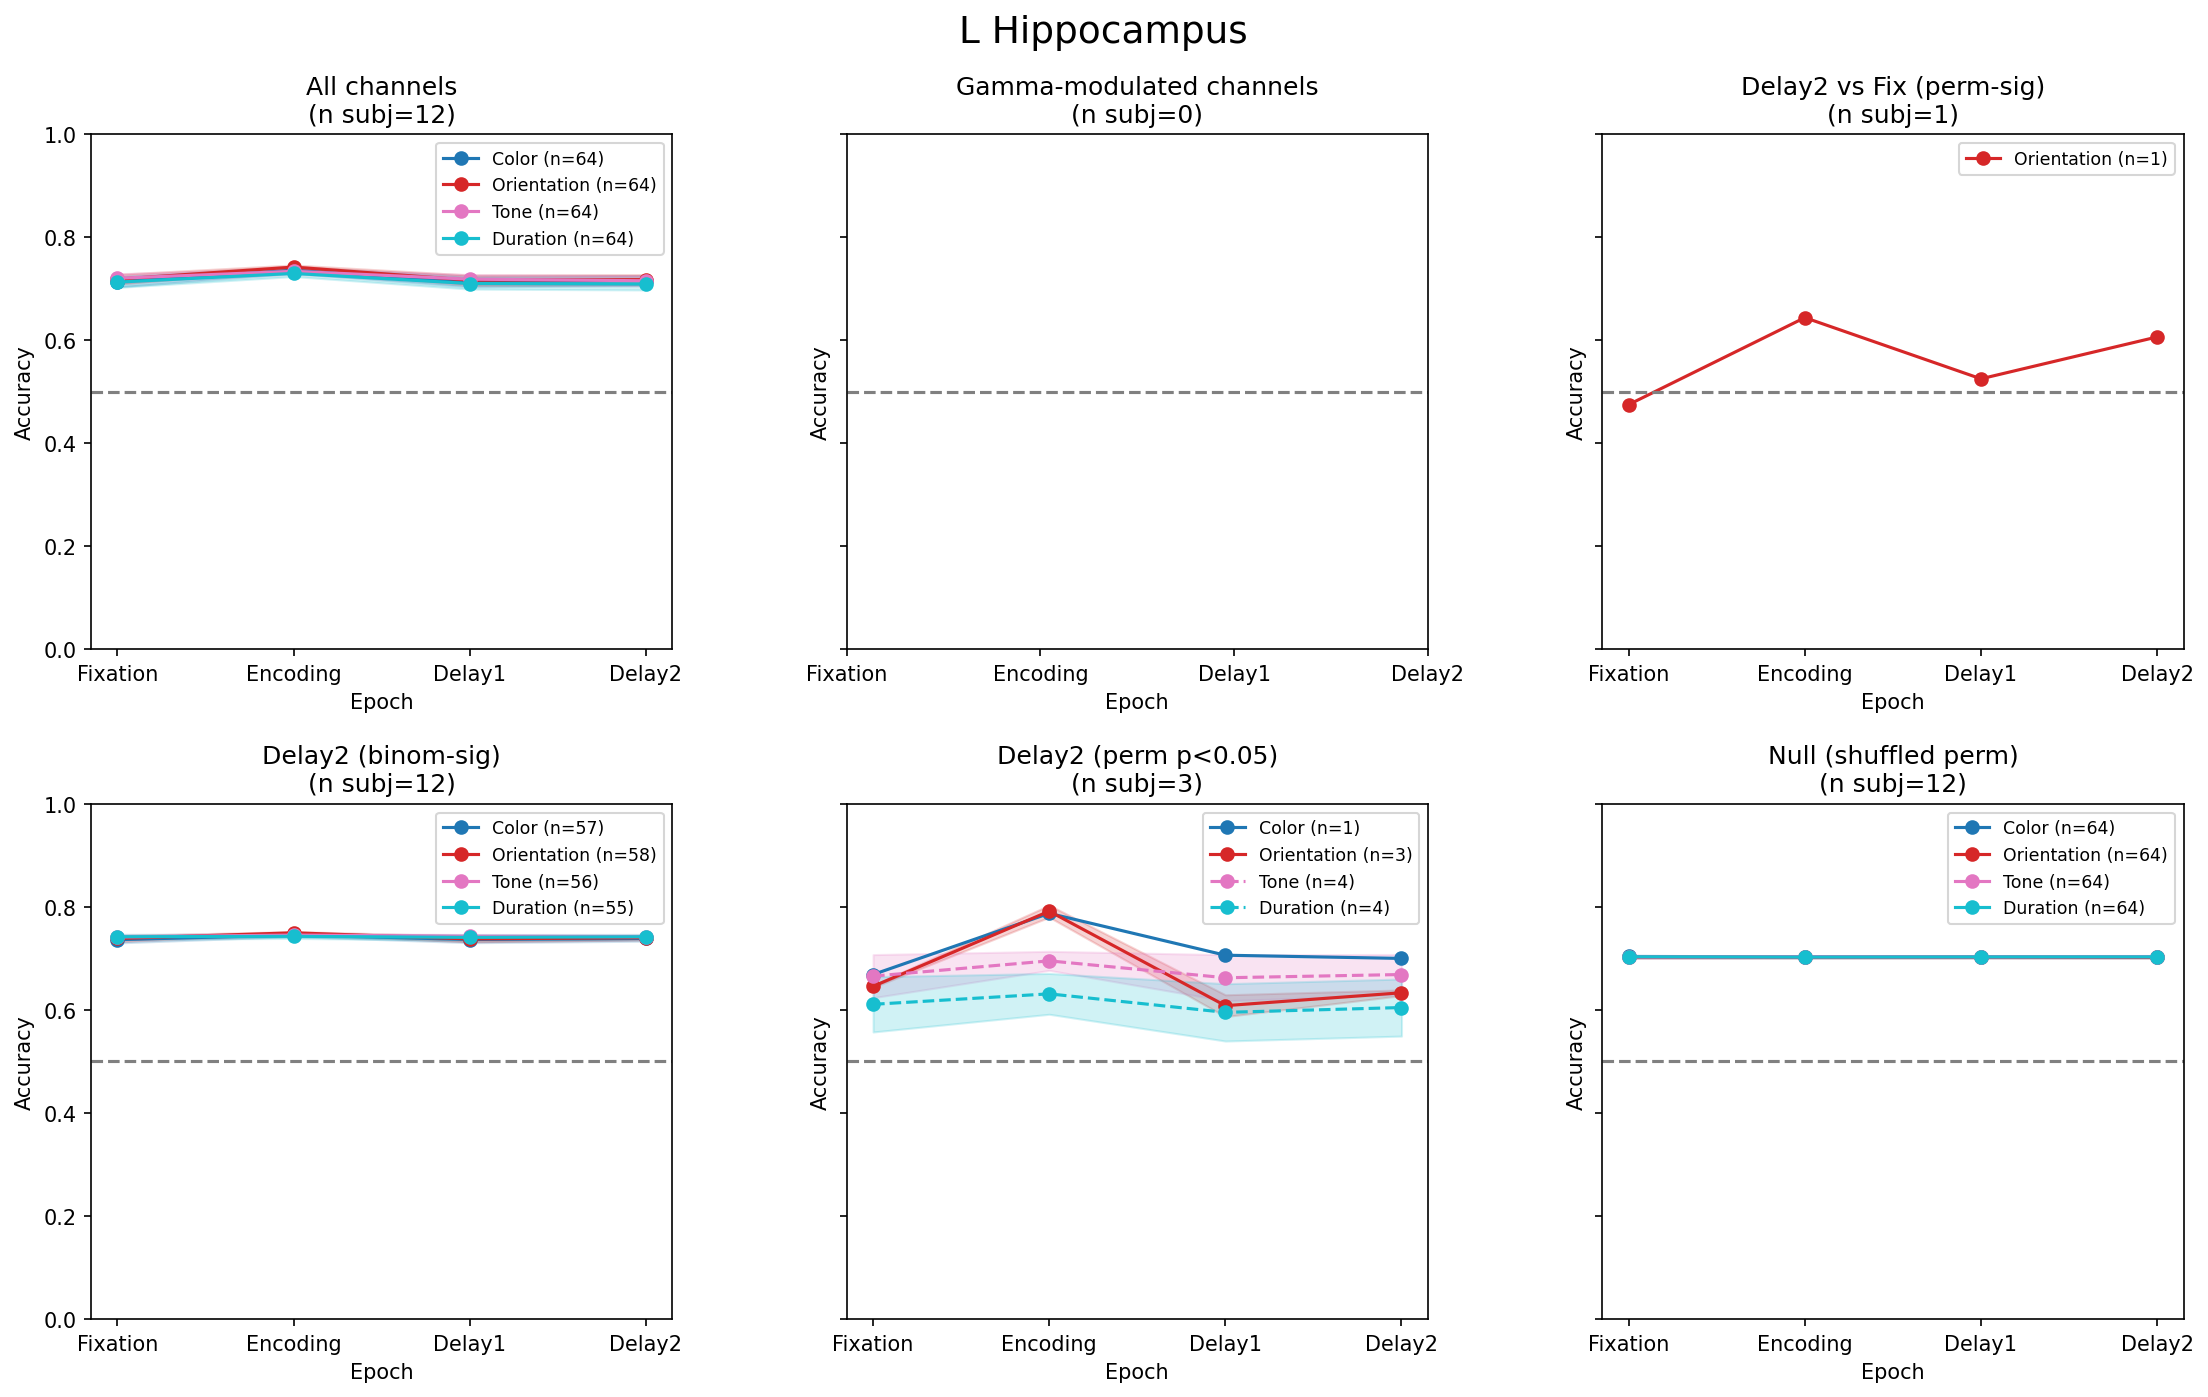 L Hippocampus
All channels
(n subj=12)
1.0
0.8
0.6
0.4
0.2
0.0
Accuracy
Color (n=64)
Orientation (n=64)
Tone (n=64)
Duration (n=64)
Fixation Encoding Delay1 Delay2
Epoch
Gamma-modulated channels
(n subj=0)
Accuracy
Fixation Encoding Delay1 Delay2
Epoch
Delay2 vs Fix (perm-sig)
(n subj=1)
Accuracy
Orientation (n=1)
Fixation Encoding Delay1 Delay2
Epoch
Delay2 (binom-sig)
(n subj=12)
1.0
0.8
0.6
0.4
0.2
0.0
Accuracy
Color (n=57)
Orientation (n=58)
Tone (n=56)
Duration (n=55)
Fixation Encoding Delay1 Delay2
Epoch
Delay2 (perm p<0.05)
(n subj=3)
Accuracy
Color (n=1)
Orientation (n=3)
Tone (n=4)
Duration (n=4)
Fixation Encoding Delay1 Delay2
Epoch
Null (shuffled perm)
(n subj=12)
Accuracy
Color (n=64)
Orientation (n=64)
Tone (n=64)
Duration (n=64)
Fixation Encoding Delay1 Delay2
Epoch